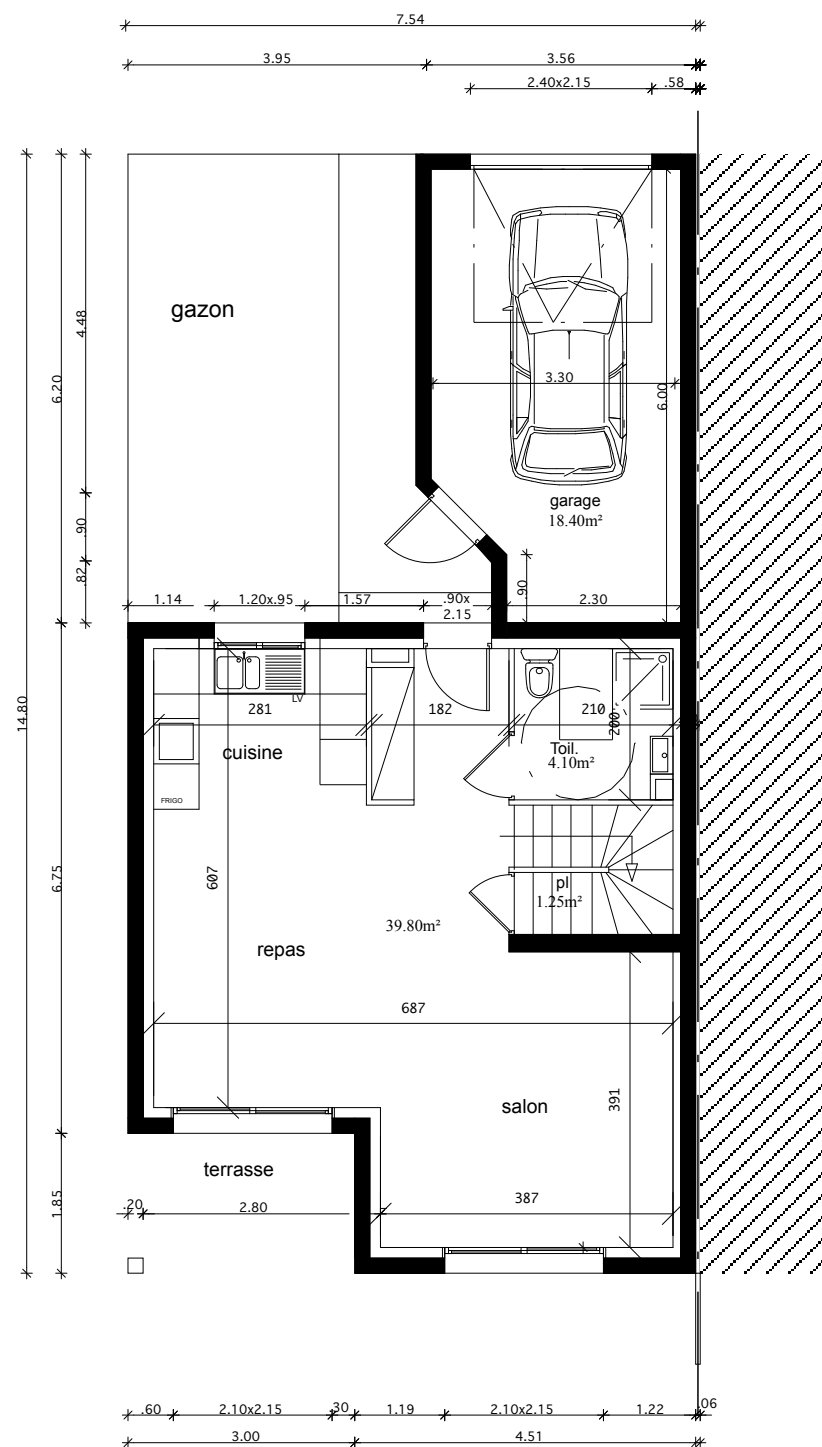 7.54
3.95
3.56
2.40x2.15
.58
gazon
4.48
6.20
3.30
6.00
garage
18.40m²
.90
.82
.90
1.14
1.20x.95
1.57
.90x
2.15
2.30
14.80
LV
281
182
210
200
cuisine
Toil.
4.10m²
FRIGO
6.75
607
pl
1.25m²
39.80m²
repas
687
salon
391
terrasse
1.85
.20
2.80
387
.60
2.10x2.15
.30
1.19
2.10x2.15
1.22
.06
3.00
4.51